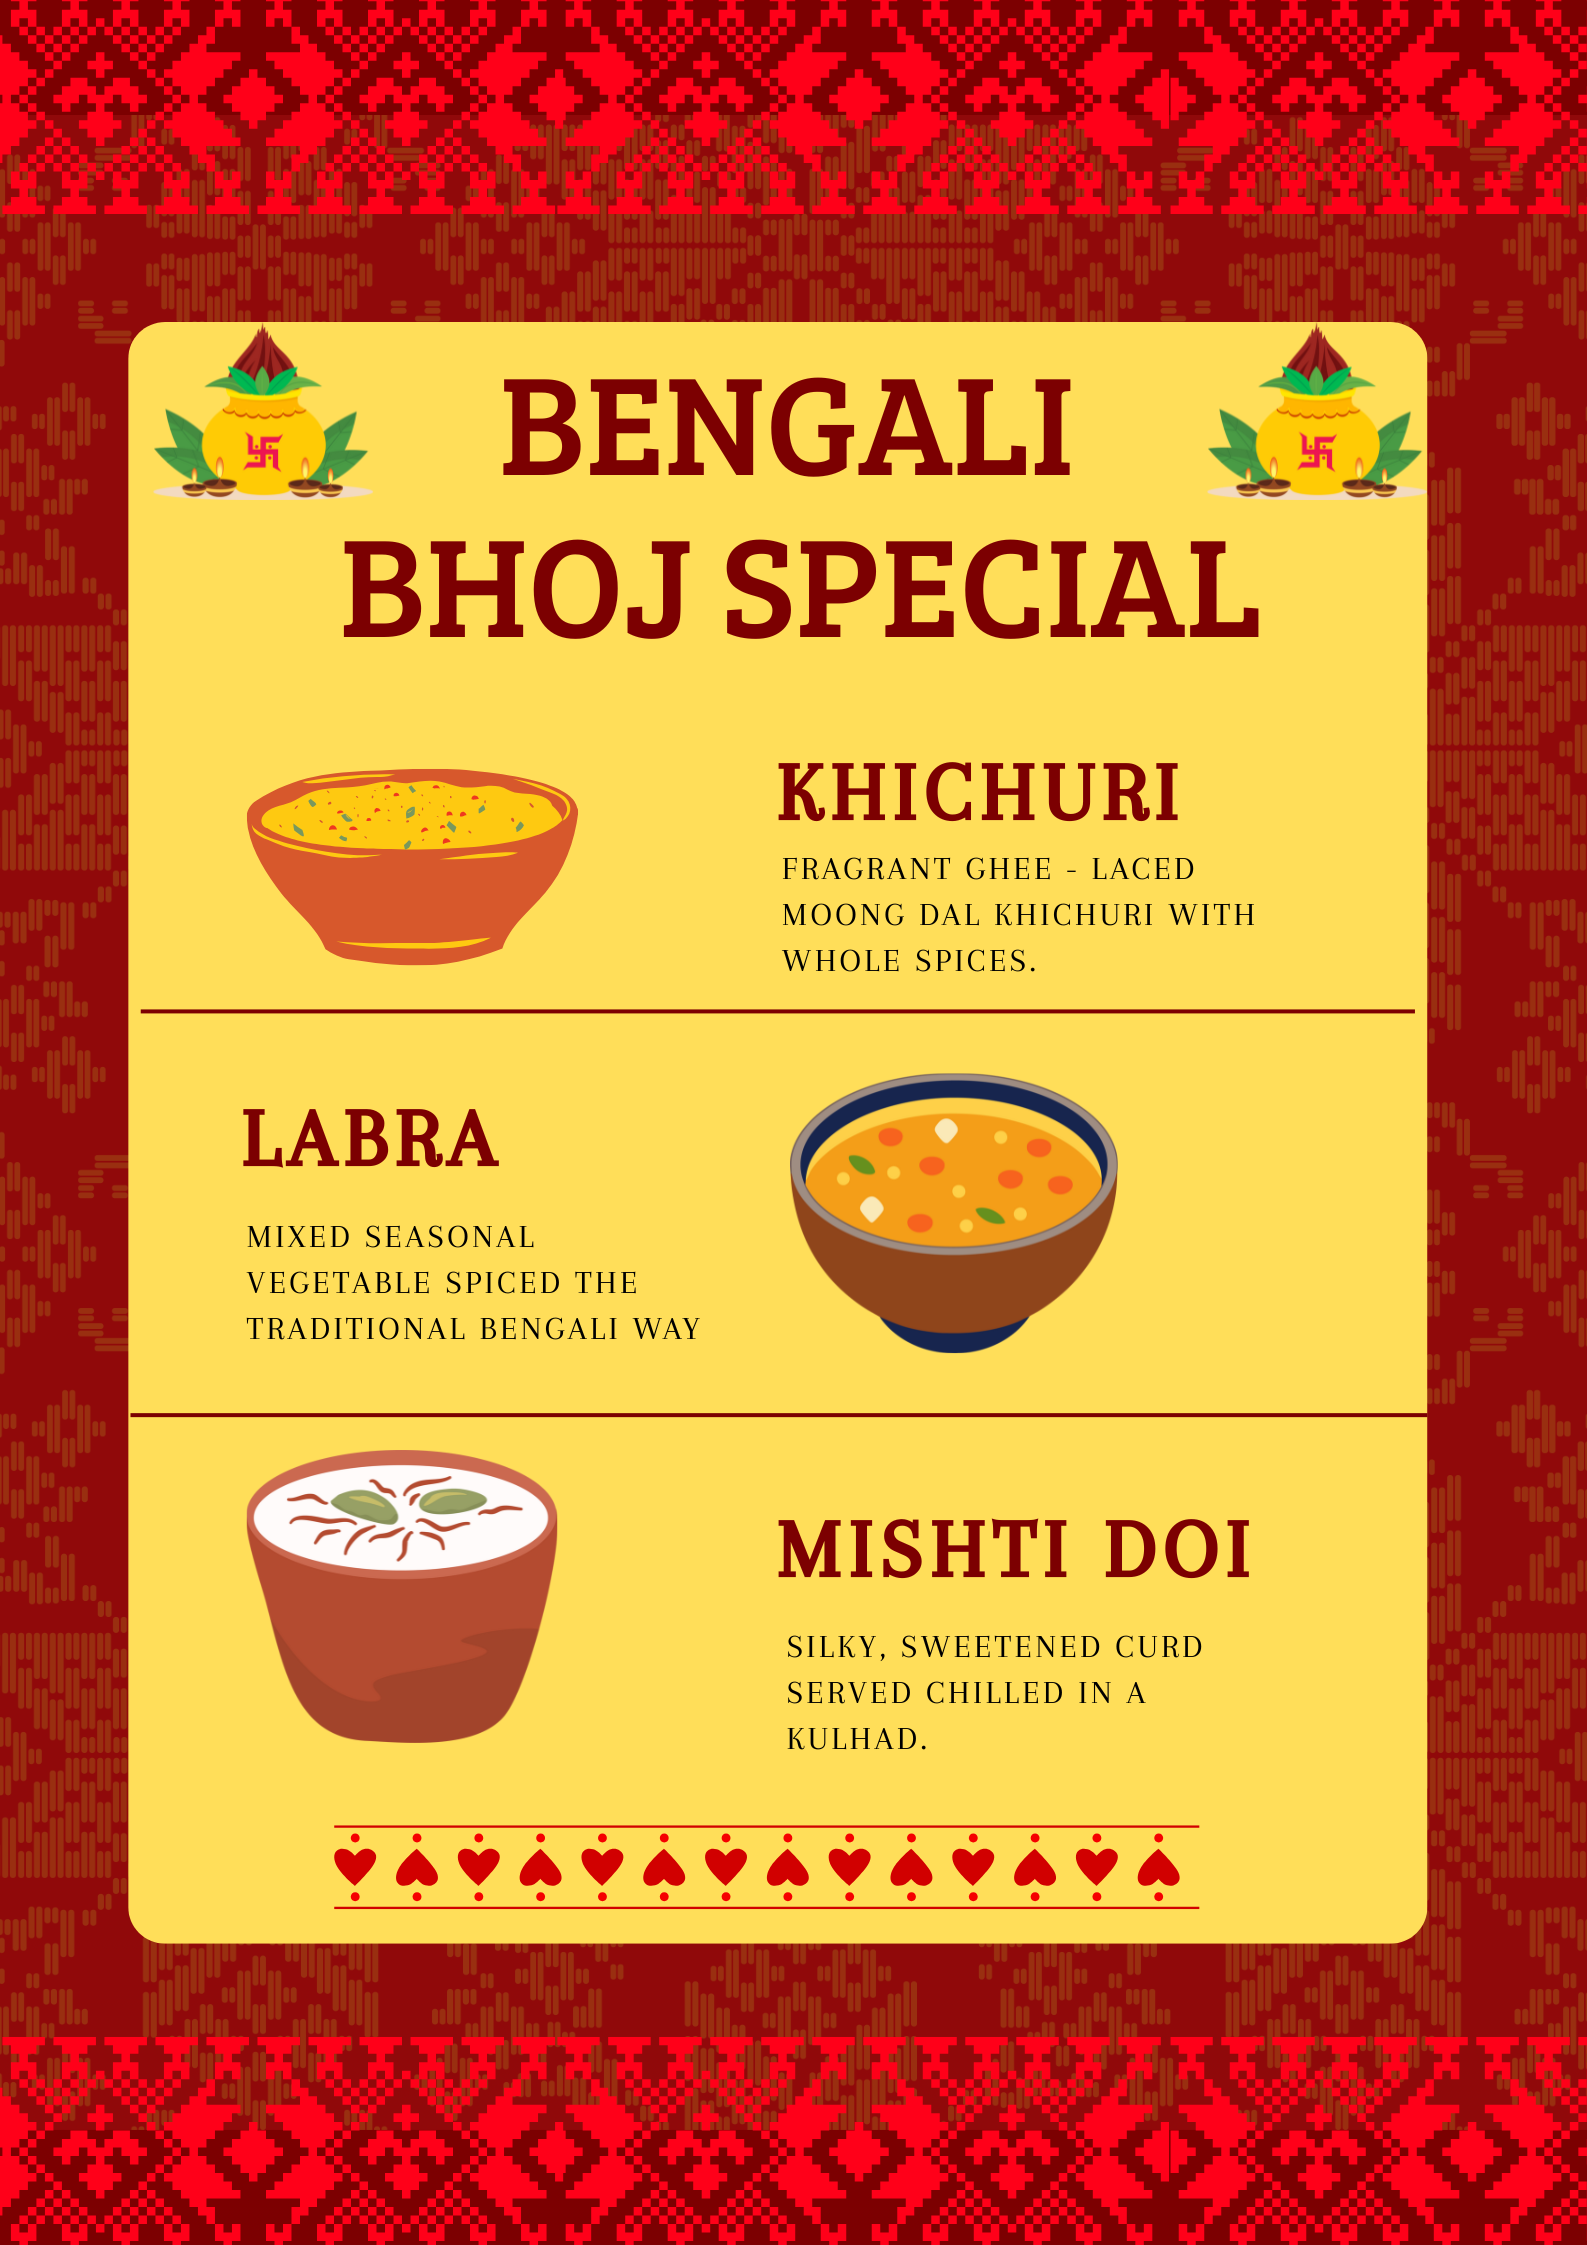 BENGALI
BHOJ SPECIAL
KHICHURI
FRAGRANT GHEE - LACED
MOONG DAL KHICHURI WITH
WHOLE SPICES.
LABRA
MIXED SEASONAL
VEGETABLE SPICED THE
TRADITIONAL BENGALI WAY
MISHTI DOI
SILKY, SWEETENED CURD
SERVED CHILLED IN A
KULHAD.